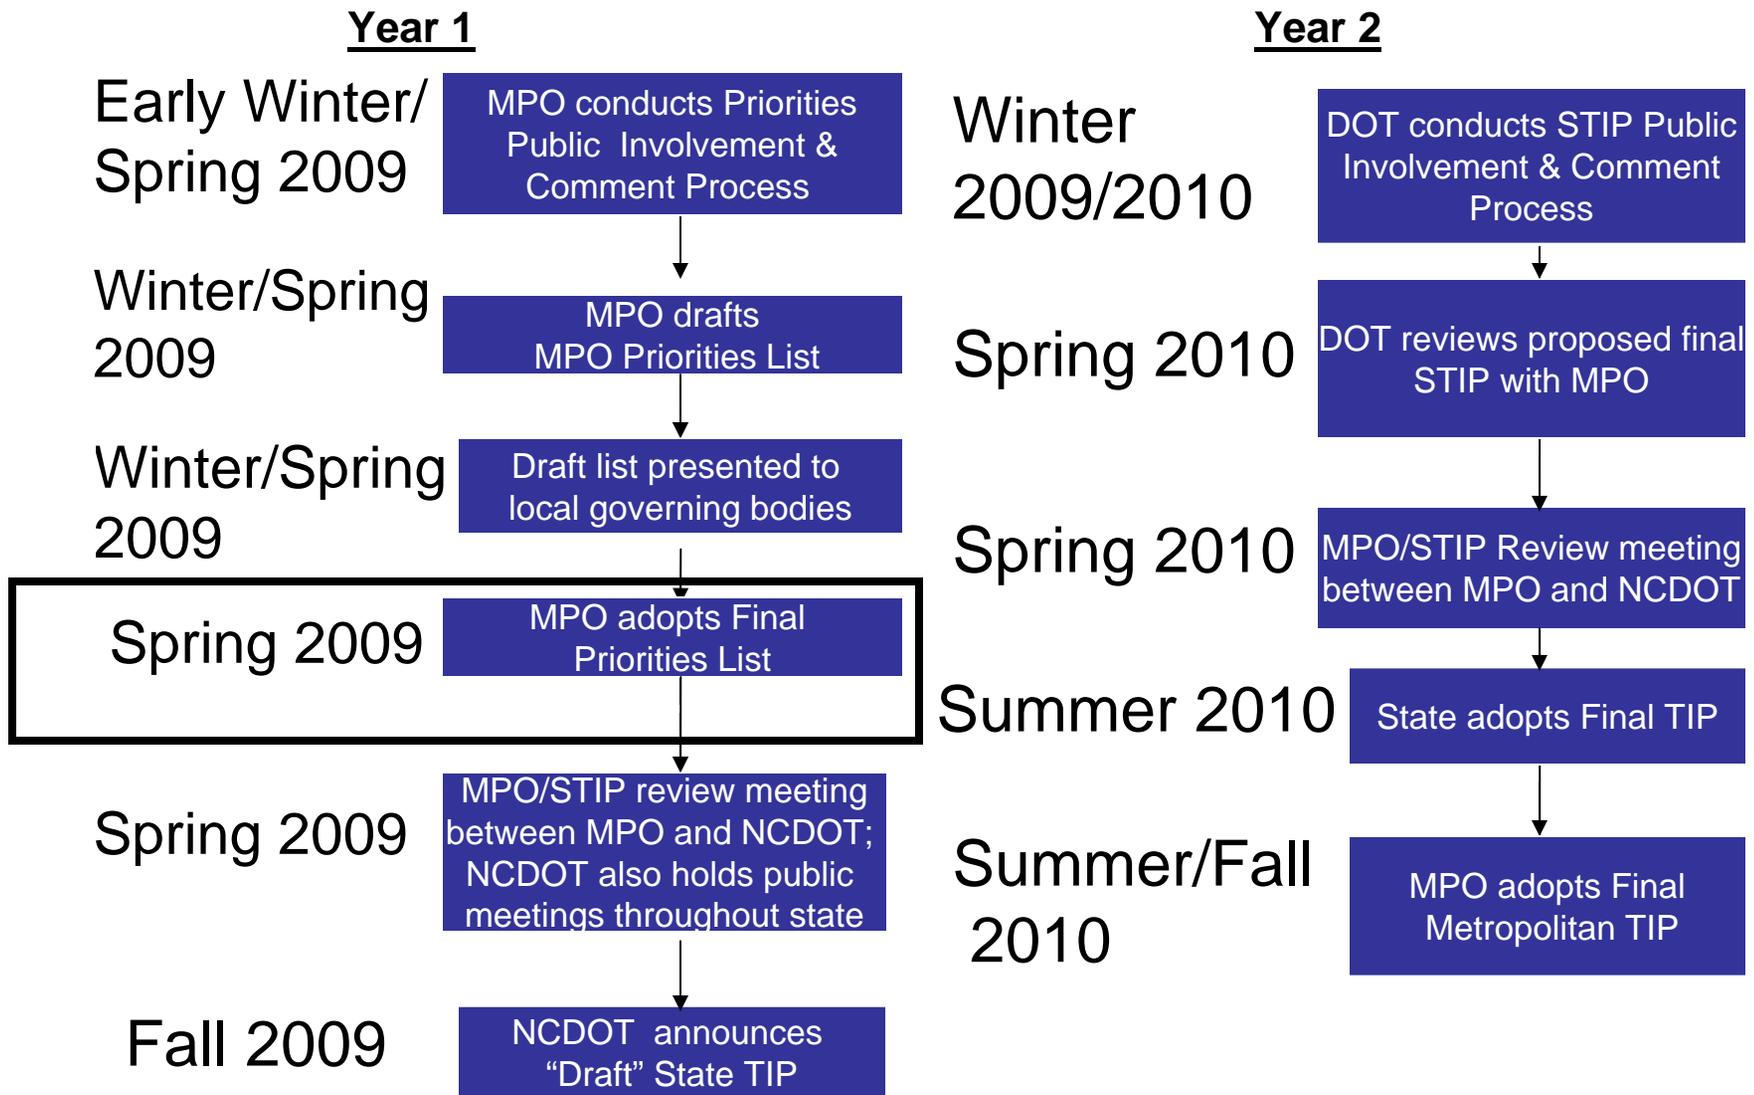 Year 1
Early Winter/
Spring 2009
MPO conducts Priorities
Public Involvement &
Comment Process
Winter/Spring
2009
MPO drafts
MPO Priorities List
Winter/Spring
2009
Draft list presented to
local governing bodies
Spring 2009
MPO adopts Final
Priorities List
Spring 2009
MPO/STIP review meeting
between MPO and NCDOT;
NCDOT also holds public
meetings throughout state
Fall 2009
NCDOT announces
“Draft” State TIP
Year 2
Winter
2009/2010
DOT conducts STIP Public
Involvement & Comment
Process
Spring 2010
DOT reviews proposed final
STIP with MPO
Spring 2010
MPO/STIP Review meeting
between MPO and NCDOT
Summer 2010
State adopts Final TIP
Summer/Fall
2010
MPO adopts Final
Metropolitan TIP